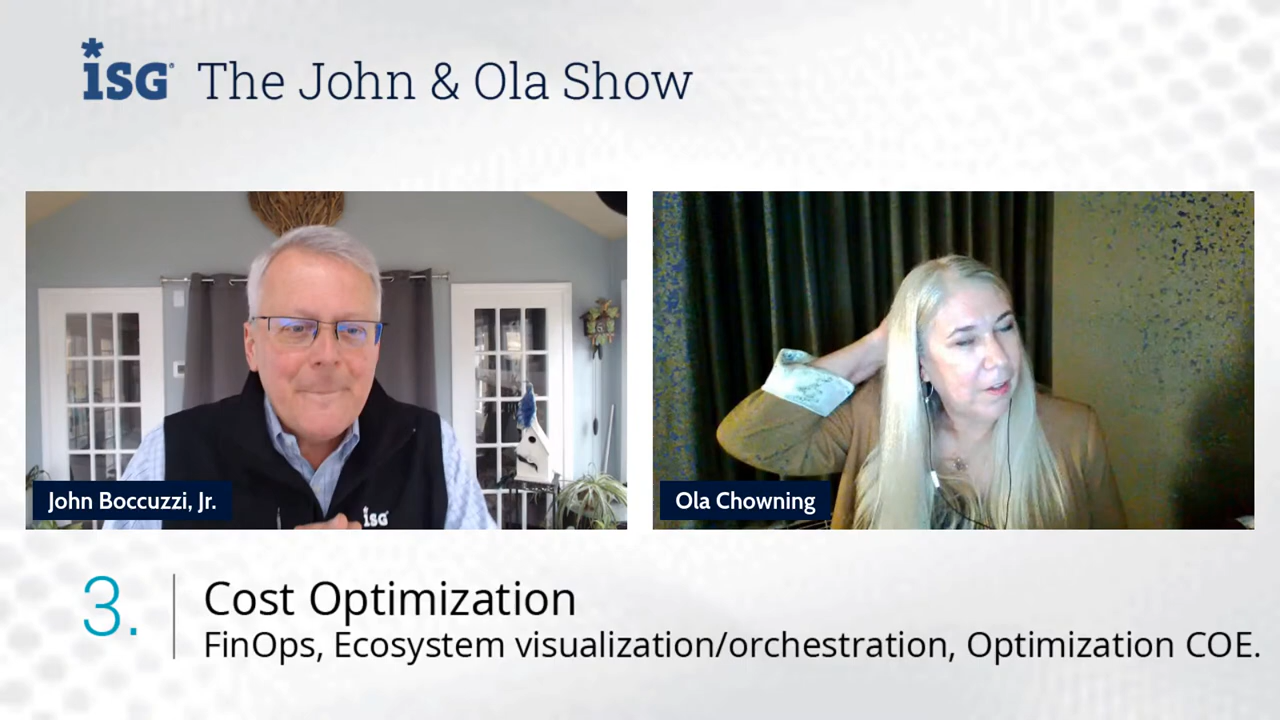 ISG® The John & Ola Show
John Boccuzzi, Jr.
ISG
Ola Chowning
3.
Cost Optimization
FinOps, Ecosystem visualization/orchestration, Optimization COE.